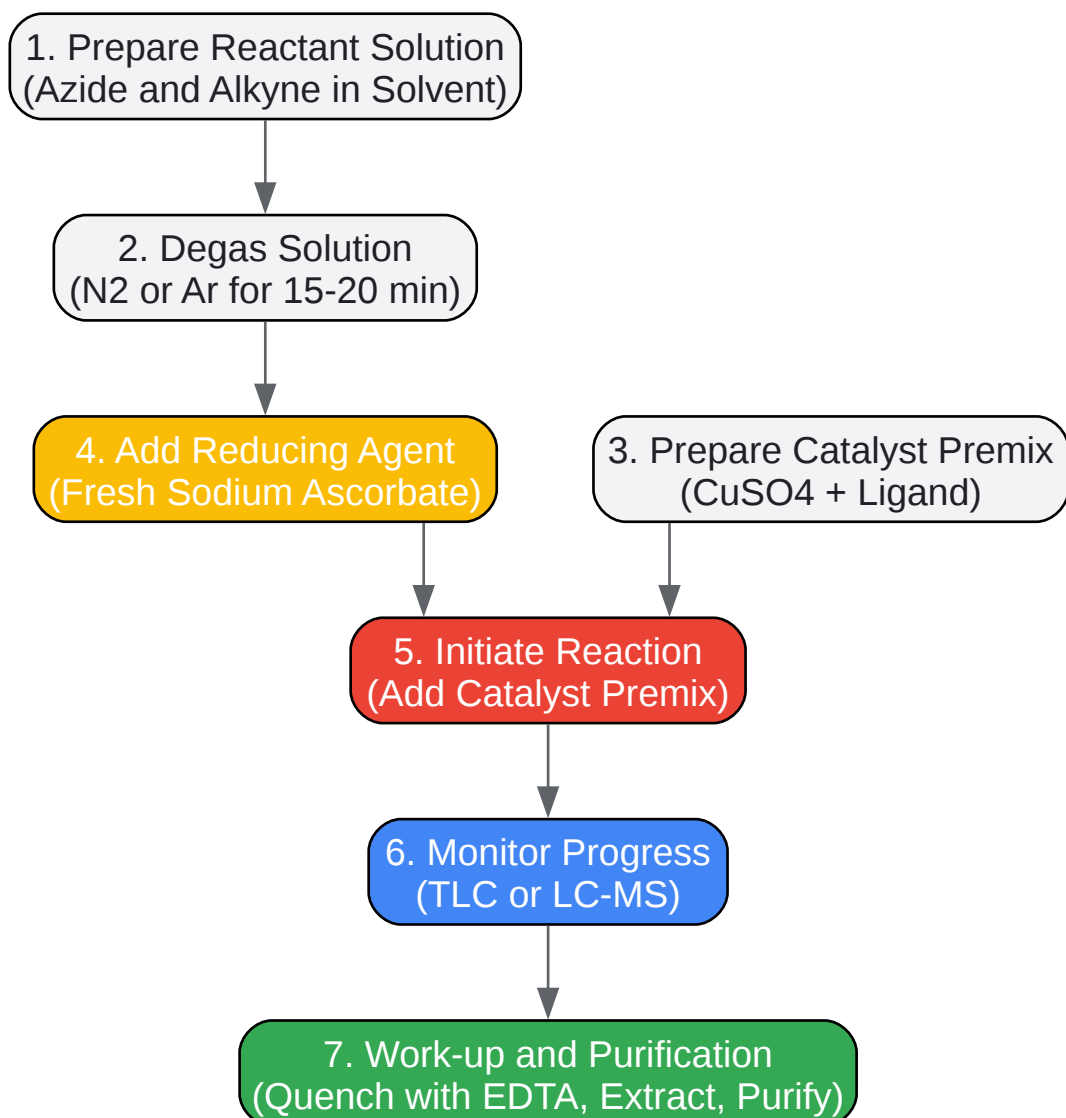 1. Prepare Reactant Solution
(Azide and Alkyne in Solvent)
2. Degas Solution
(N2 or Ar for 15-20 min)
4. Add Reducing Agent
(Fresh Sodium Ascorbate)
3. Prepare Catalyst Premix
(CuSO4 + Ligand)
5. Initiate Reaction
(Add Catalyst Premix)
6. Monitor Progress
(TLC or LC-MS)
7. Work-up and Purification
(Quench with EDTA, Extract, Purify)